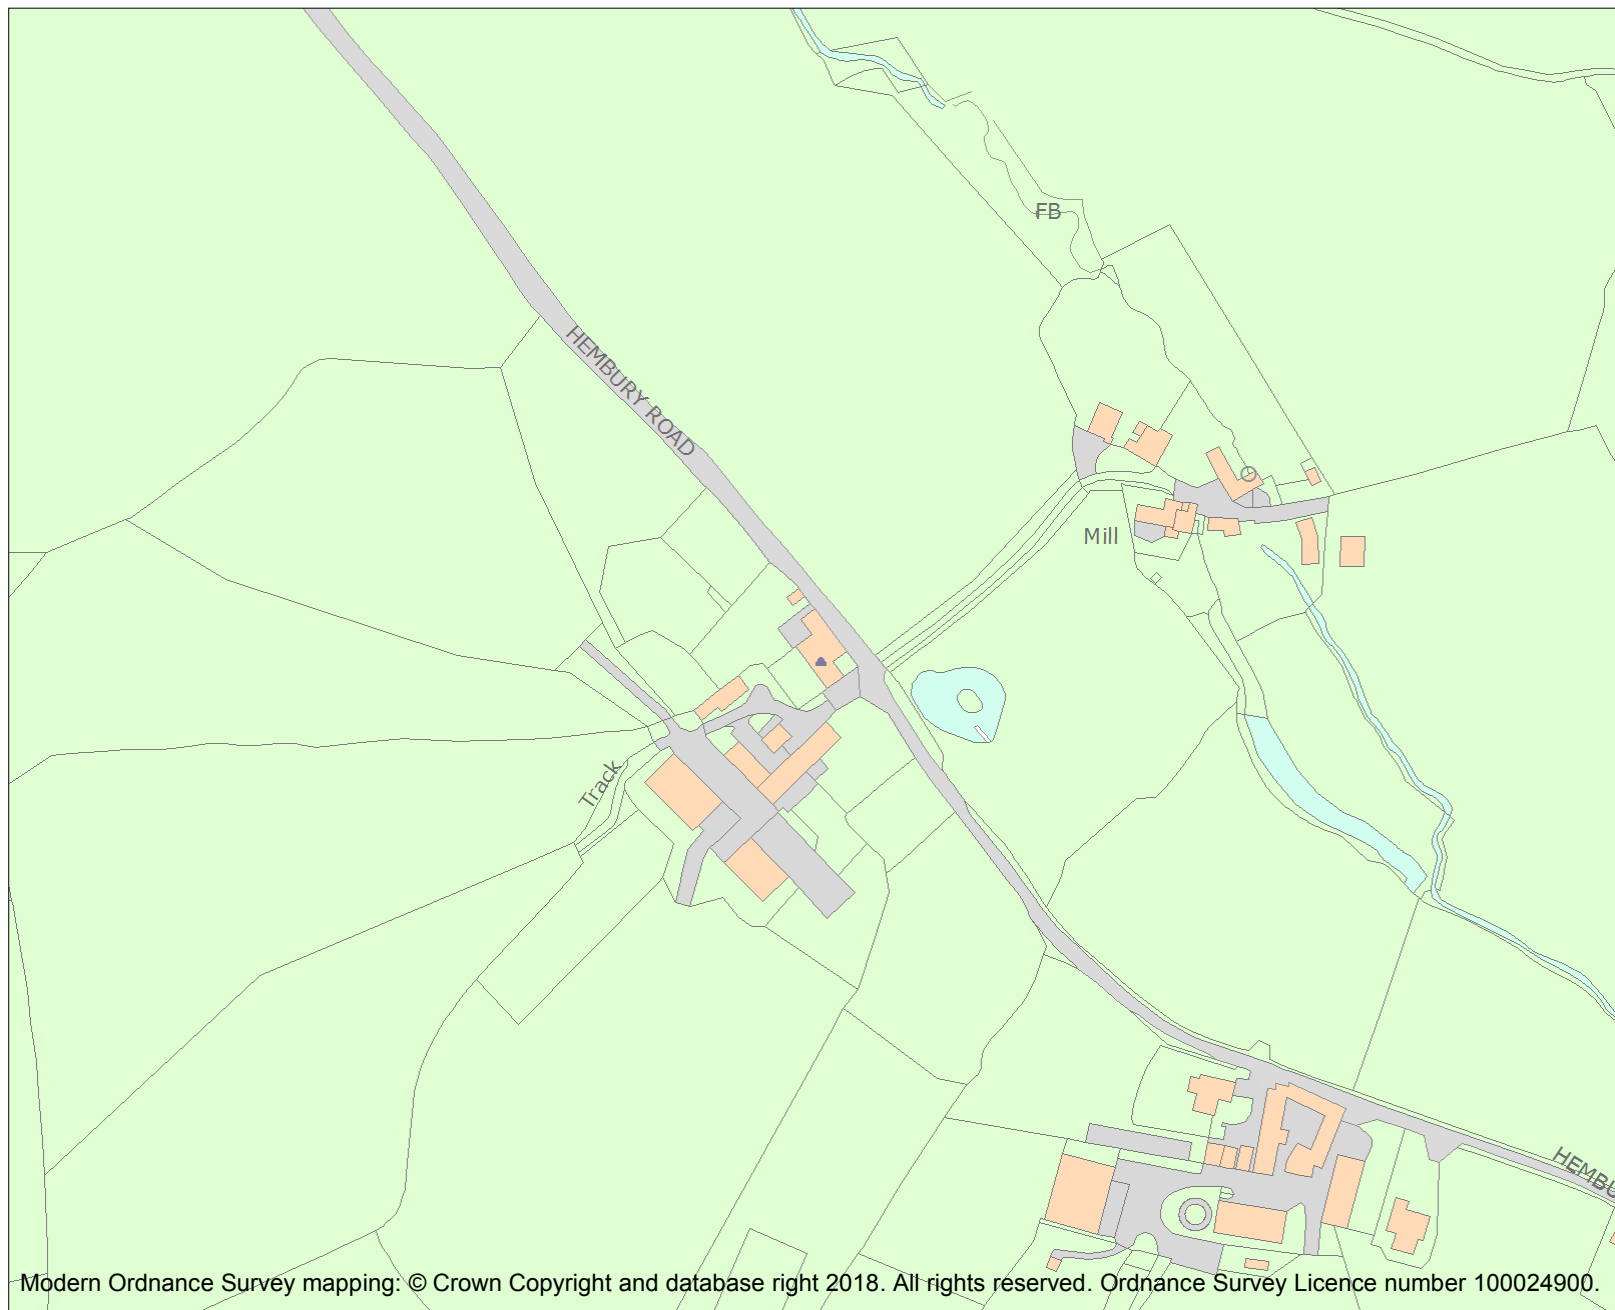 FB
HEMBURY ROAD
Mill
Track
HEMBU
Modern Ordnance Survey mapping: © Crown Copyright and database right 2018. All rights reserved. Ordnance Survey Licence number 100024900.